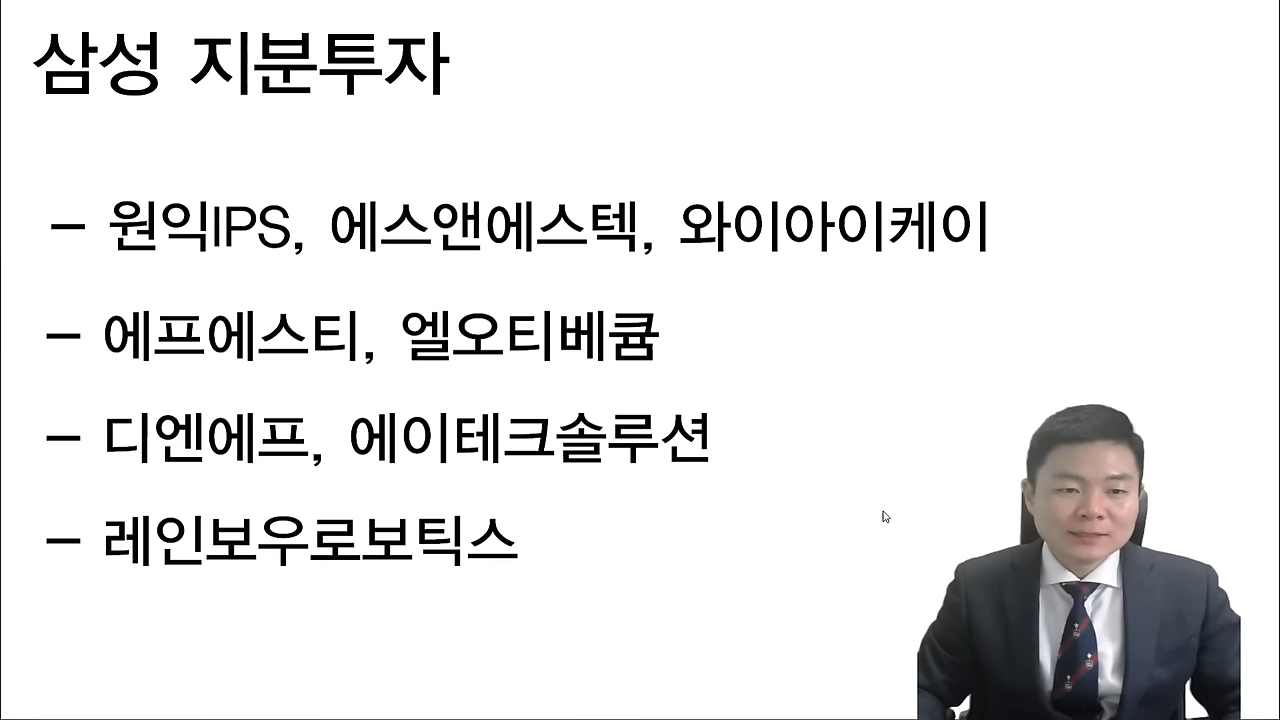 삼성 지분투자
- 원익IPS, 에스앤에스텍, 와이아이케이
- 에프에스티, 엘오티베큠
- 디엔에프, 에이테크솔루션
- 레인보우로보틱스